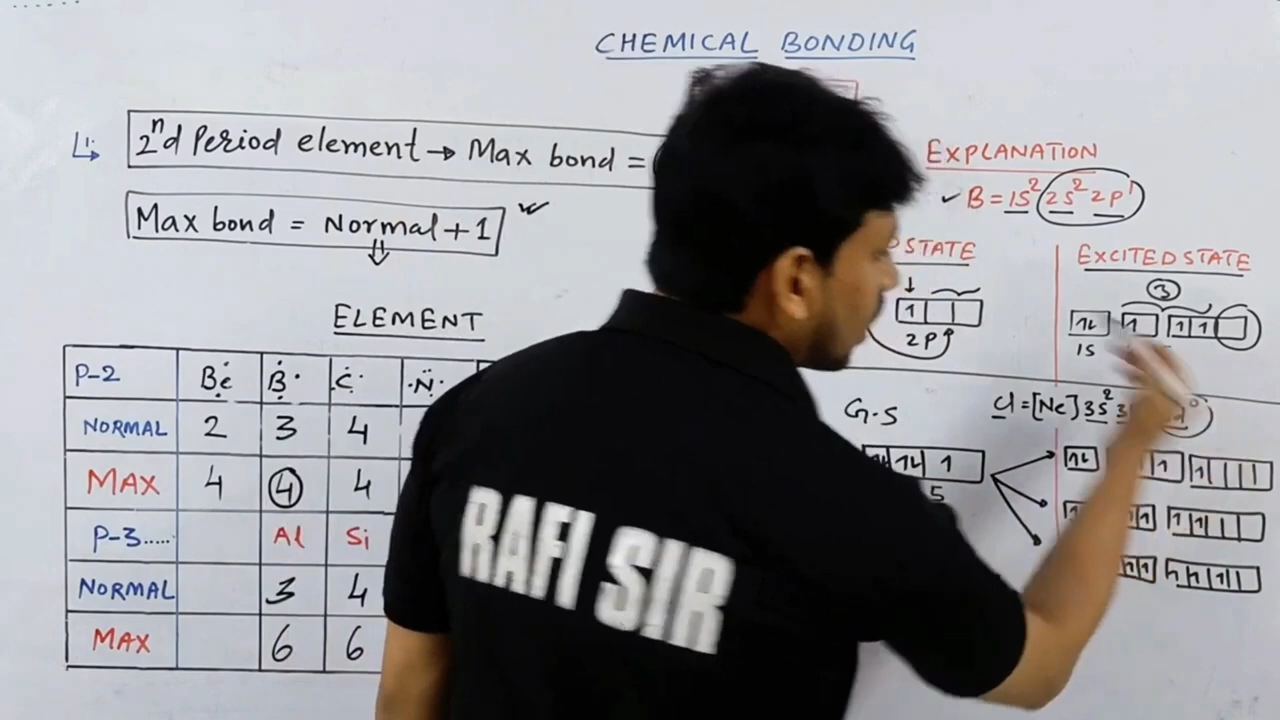 CHEMICAL BONDING
2nd Period element → Max bond =
Max bond = Normal + 1
ELEMENT
P-2 Be B C N
NORMAL 2 3 4
MAX 4 4 4
P-3..... Al Si
NORMAL 3 4
MAX 6 6
EXPLANATION
B = 1S² 2S² 2P¹
STATE
2P
EXCITED STATE
3
1S
G.S
Cl = [Ne] 3S² 3
5
RAFI SIR